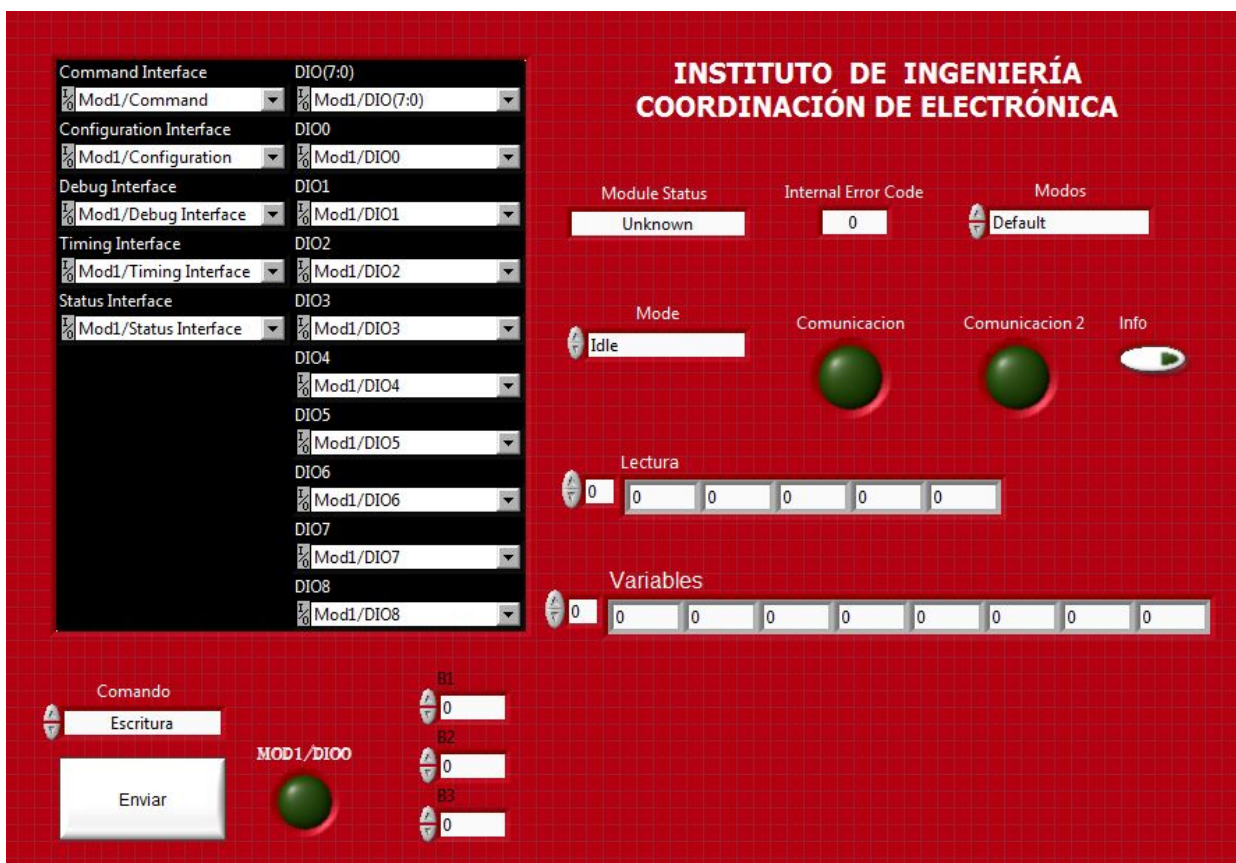 Command Interface
Mod1/Command
Configuration Interface
Mod1/Configuration
Debug Interface
Mod1/Debug Interface
Timing Interface
Mod1/Timing Interface
Status Interface
Mod1/Status Interface
DIO(7:0)
Mod1/DIO(7:0)
DIO0
Mod1/DIO0
DIO1
Mod1/DIO1
DIO2
Mod1/DIO2
DIO3
Mod1/DIO3
DIO4
Mod1/DIO4
DIO5
Mod1/DIO5
DIO6
Mod1/DIO6
DIO7
Mod1/DIO7
DIO8
Mod1/DIO8
INSTITUTO DE INGENIERÍA
COORDINACIÓN DE ELECTRÓNICA
Module Status
Unknown
Internal Error Code
0
Modos
Default
Mode
Idle
Comunicacion
Comunicacion 2
Info
Lectura
0 0 0 0 0 0
Variables
0 0 0 0 0 0 0 0 0
Comando
Escritura
Enviar
MOD1/DIO0
B1
0
B2
0
B3
0